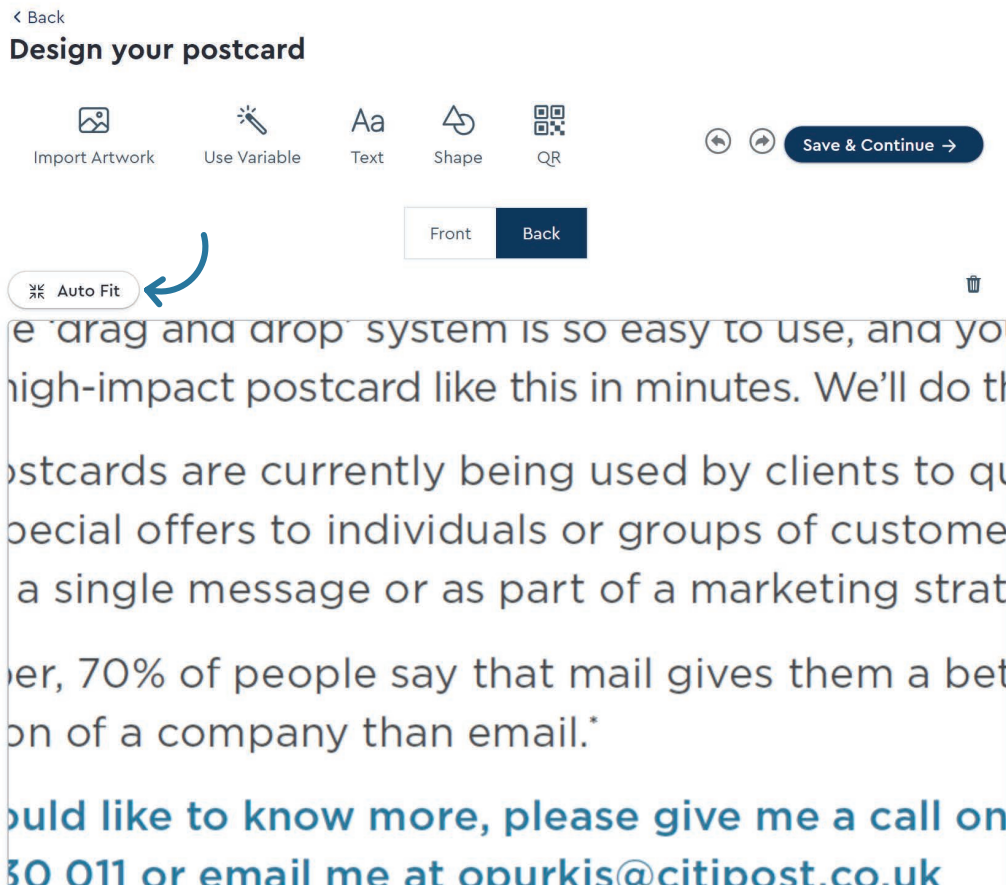 Back
Design your postcard
Import Artwork
Use Variable
Text
Shape
QR
Save & Continue
Front
Back
Auto Fit
e 'drag and drop' system is so easy to use, and yo
high-impact postcard like this in minutes. We'll do th
ostcards are currently being used by clients to qu
pecial offers to individuals or groups of custome
a single message or as part of a marketing strat
er, 70% of people say that mail gives them a bet
on of a company than email.*
ould like to know more, please give me a call on
30 011 or email me at opurkis@citipost.co.uk